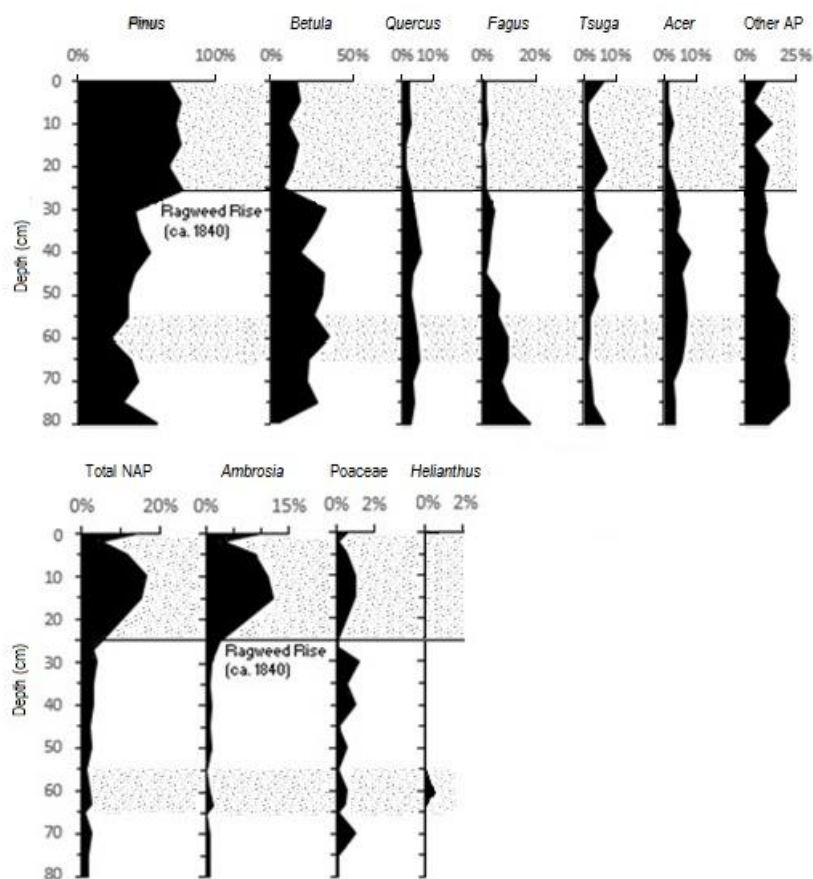 Pinus Betula Quercus Fagus Tsuga Acer Other AP
100% 0% 50% 0% 10% 0% 20% 0% 10% 0% 10% 0% 25%
0
10
20
Ragweed Rise
30
(ca. 1840)
40
Depth (cm)
50
60
70
80
Total NAP Ambrosia Poaceae Helianthus
0% 20% 0% 15% 0% 2% 0% 2%
0
10
20
Ragweed Rise
30
(ca. 1840)
40
Depth (cm)
50
60
70
80